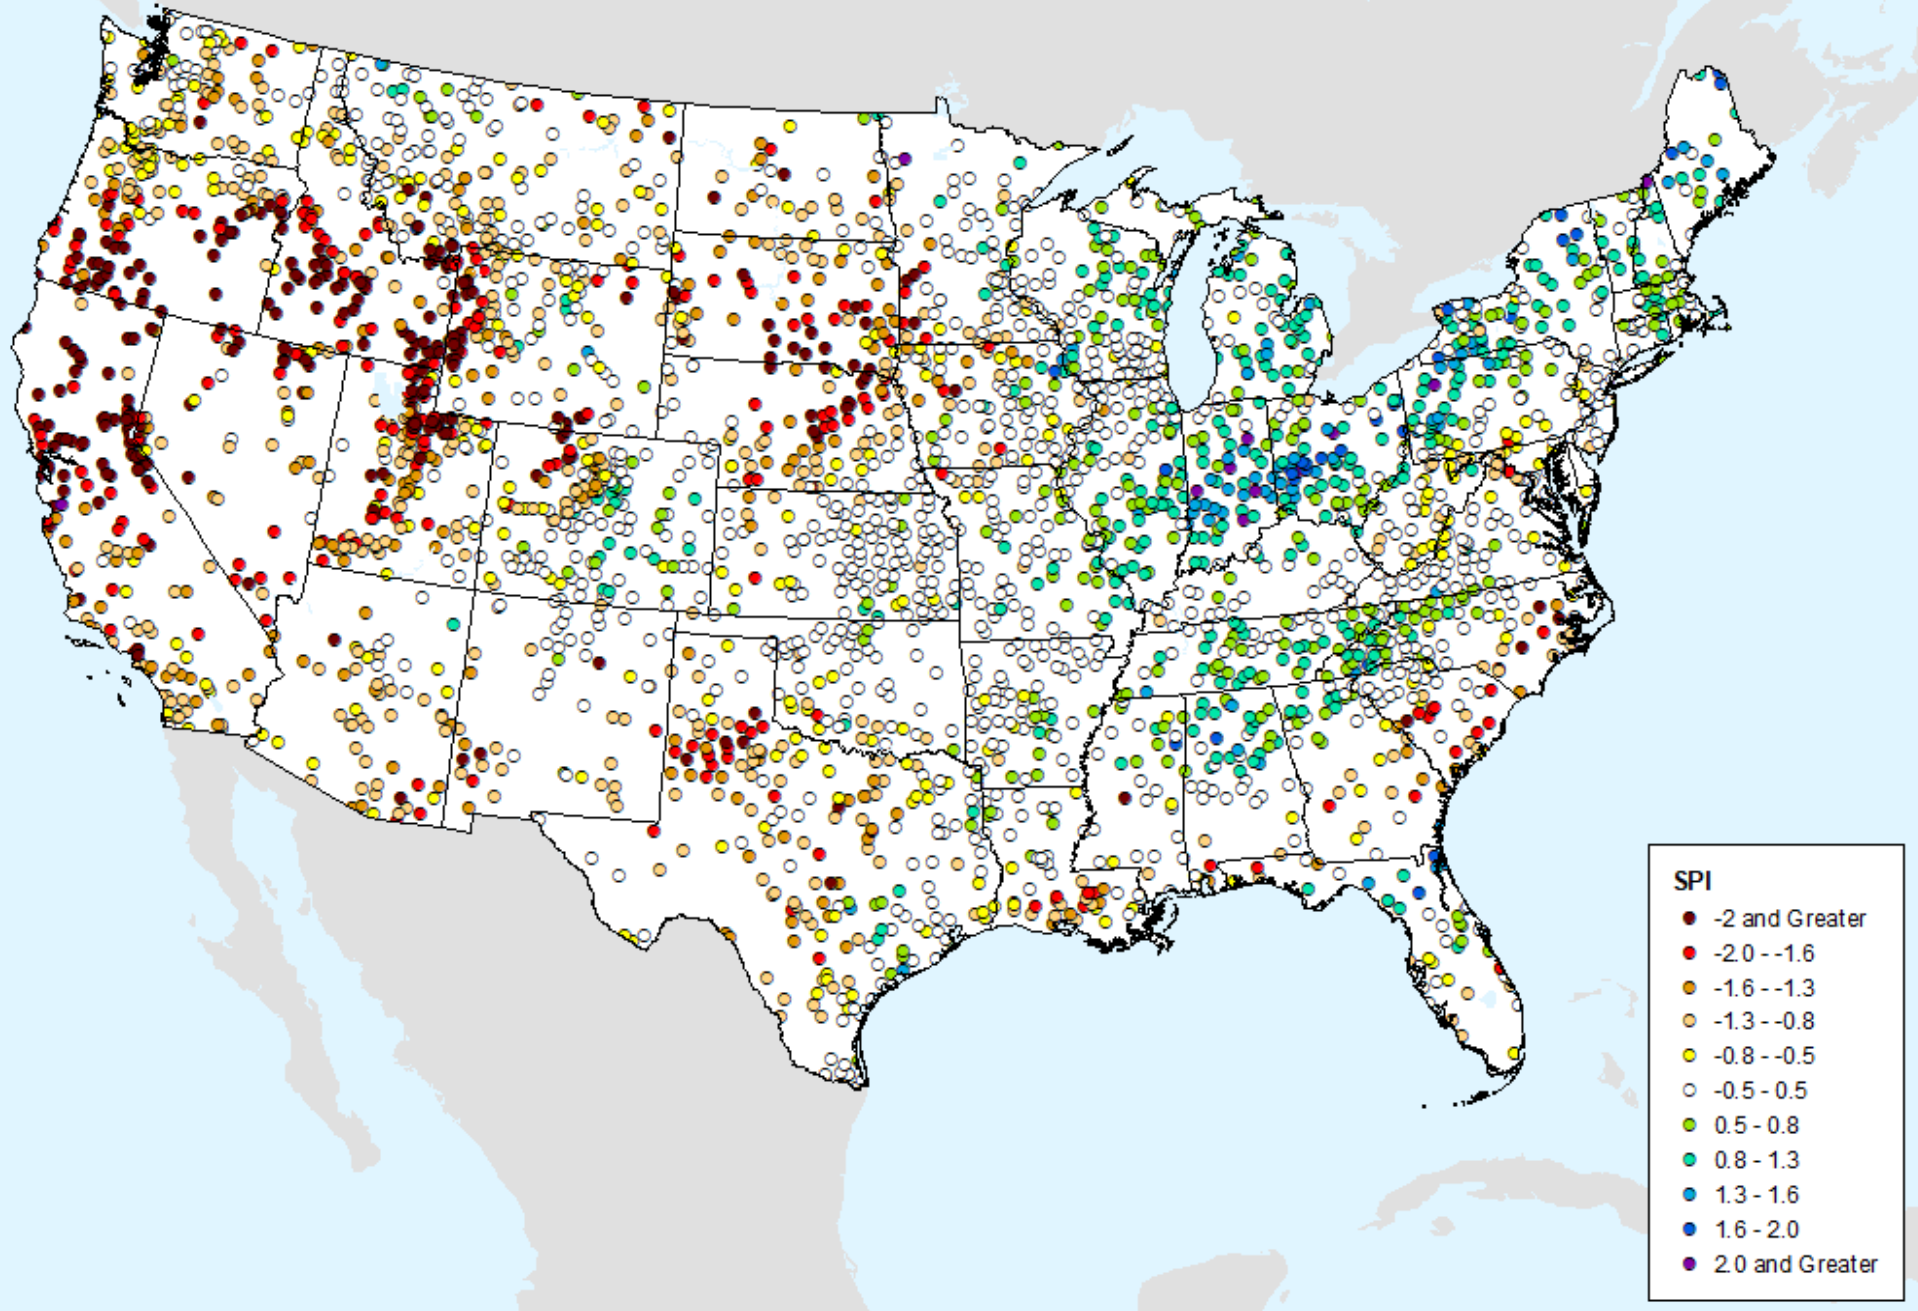 SPI
-2 and Greater
-2.0 - -1.6
-1.6 - -1.3
-1.3 - -0.8
-0.8 - -0.5
-0.5 - 0.5
0.5 - 0.8
0.8 - 1.3
1.3 - 1.6
1.6 - 2.0
2.0 and Greater